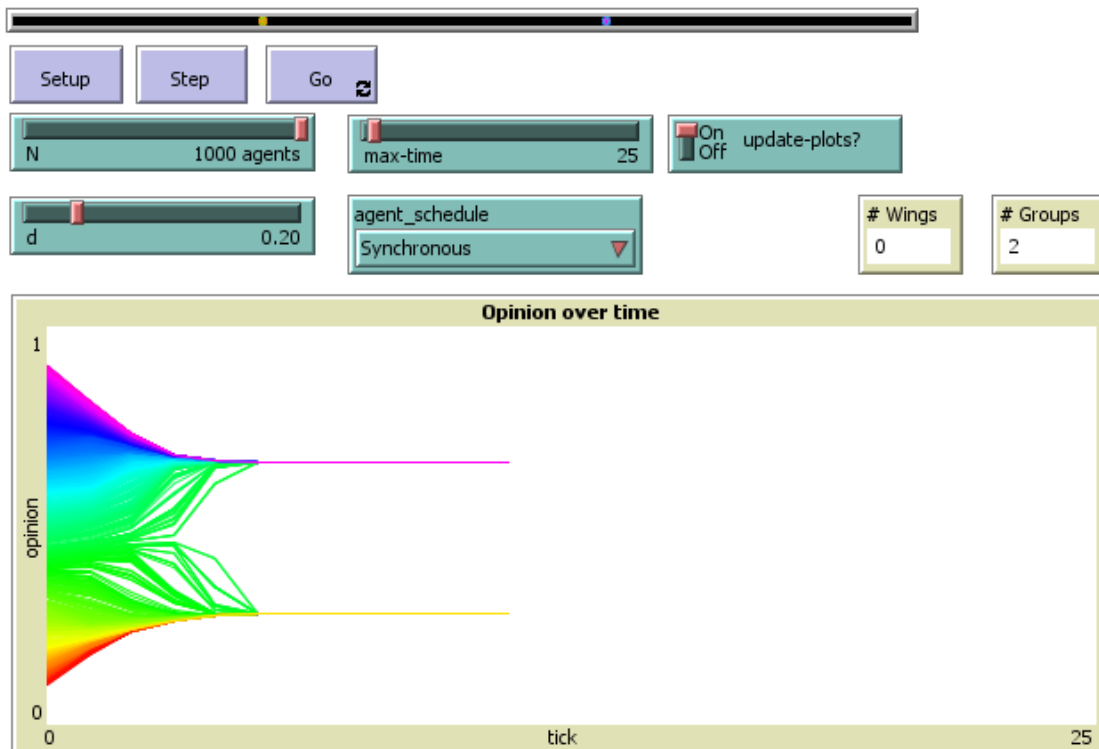 Setup
Step
Go
N 1000 agents
max-time 25
On
Off
update-plots?
d 0.20
agent_schedule
Synchronous
# Wings
0
# Groups
2
Opinion over time
1
opinion
0
0 tick 25